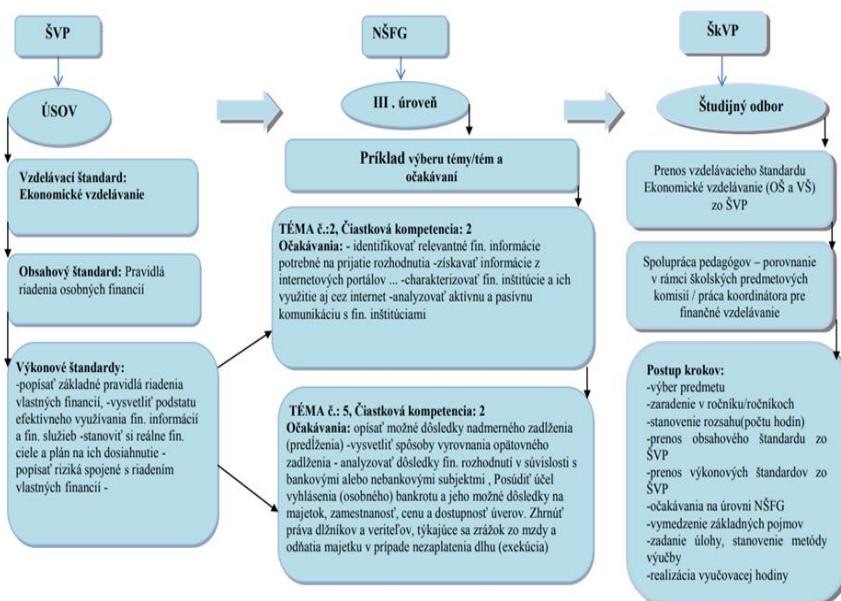 ŠVP
ÚSOV
Vzdelávací štandard:
Ekonomické vzdelávanie
Obsahový štandard: Pravidlá
riadenia osobných financií
Výkonové štandardy:
-popísať základné pravidlá riadenia
vlastných financií, -vysvetliť podstatu
efektívneho využívania fin. informácií
a fin. služieb -stanoviť si reálne fin.
ciele a plán na ich dosiahnutie -
popísať riziká spojené s riadením
vlastných financií -
NŠFG
III . úroveň
Príklad výberu témy/tém a
očakávaní
TÉMA č.:2, Čiastková kompetencia: 2
Očakávania: - identifikovať relevantné fin. informácie
potrebné na prijatie rozhodnutia -získavať informácie z
internetových portálov ... -charakterizovať fin. inštitúcie a ich
využitie aj cez internet -analyzovať aktívnu a pasívnu
komunikáciu s fin. inštitúciami
TÉMA č.: 5, Čiastková kompetencia: 2
Očakávania: opísať možné dôsledky nadmerného zadlženia
(predĺženia) -vysvetliť spôsoby vyrovnania opätovného
zadlženia - analyzovať dôsledky fin. rozhodnutí v súvislosti s
bankovými alebo nebankovými subjektmi , Posúdiť účel
vyhlásenia (osobného) bankrotu a jeho možné dôsledky na
majetok, zamestnanosť, cenu a dostupnosť úverov. Zhrnúť
práva dlžníkov a veriteľov, týkajúce sa zrážok zo mzdy a
odňatia majetku v prípade nezaplatenia dlhu (exekúcia)
ŠkVP
Študijný odbor
Prenos vzdelávacieho štandardu
Ekonomické vzdelávanie (OŠ a VŠ)
zo ŠVP
Spolupráca pedagógov – porovnanie
v rámci školských predmetových
komisií / práca koordinátora pre
finančné vzdelávanie
Postup krokov:
-výber predmetu
-zaradenie v ročníku/ročníkoch
-stanovenie rozsahu(počtu hodín)
-prenos obsahového štandardu zo
ŠVP
-prenos výkonových štandardov zo
ŠVP
-očakávania na úrovni NŠFG
-vymedzenie základných pojmov
-zadanie úlohy, stanovenie metódy
výučby
-realizácia vyučovacej hodiny